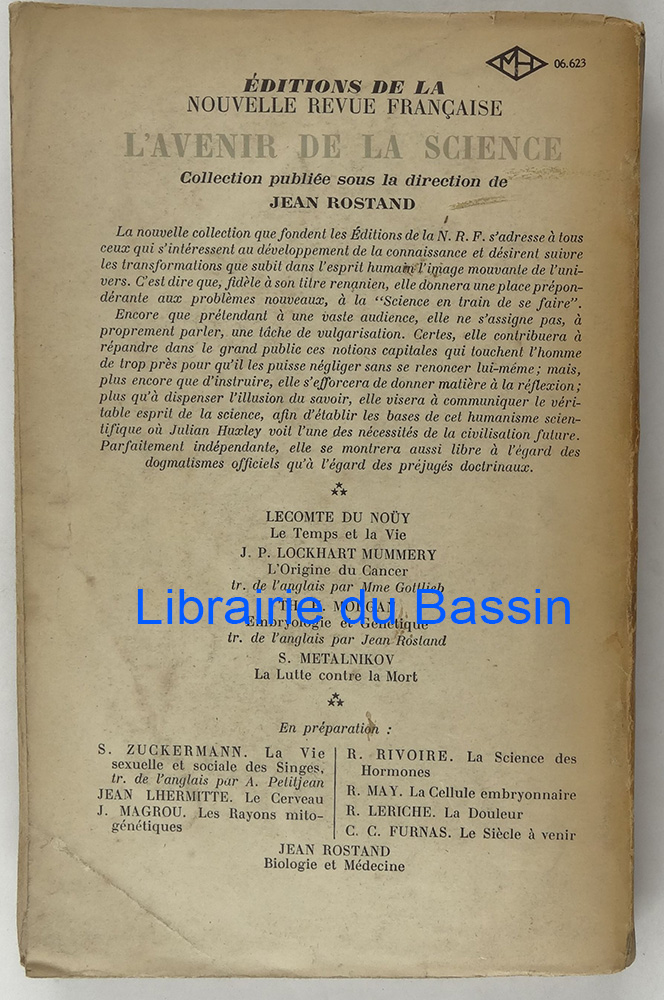 MH 06.623
ÉDITIONS DE LA
NOUVELLE REVUE FRANÇAISE
L'AVENIR DE LA SCIENCE
Collection publiée sous la direction de
JEAN ROSTAND
La nouvelle collection que fondent les Éditions de la N. R. F. s'adresse à tous
ceux qui s'intéressent au développement de la connaissance et désirent suivre
les transformations que subit dans l'esprit humain l'image mouvante de l'uni-
vers. C'est dire que, fidèle à son titre renanien, elle donnera une place prépon-
dérante aux problèmes nouveaux, à la "Science en train de se faire".
Encore que prétendant à une vaste audience, elle ne s'assigne pas, à
proprement parler, une tâche de vulgarisation. Certes, elle contribuera à
répandre dans le grand public ces notions capitales qui touchent l'homme
de trop près pour qu'il les puisse négliger sans se renoncer lui-même ; mais,
plus encore que d'instruire, elle s'efforcera de donner matière à la réflexion ;
plus qu'à dispenser l'illusion du savoir, elle visera à communiquer le véri-
table esprit de la science, afin d'établir les bases de cet humanisme scien-
tifique où Julian Huxley voit l'une des nécessités de la civilisation future.
Parfaitement indépendante, elle se montrera aussi libre à l'égard des
dogmatismes officiels qu'à l'égard des préjugés doctrinaux.
LECOMTE DU NOÜY
Le Temps et la Vie
J. P. LOCKHART MUMMERY
L'Origine du Cancer
tr. de l'anglais par Mme Gottlieb
Librairie du Bassin
TH. H. MORGAN
Embryologie et Génétique
tr. de l'anglais par Jean Rostand
S. METALNIKOV
La Lutte contre la Mort
En préparation :
S. ZUCKERMANN. La Vie
sexuelle et sociale des Singes,
tr. de l'anglais par A. Petitjean
JEAN LHERMITTE. Le Cerveau
J. MAGROU. Les Rayons mito-
génétiques
R. RIVOIRE. La Science des
Hormones
R. MAY. La Cellule embryonnaire
R. LERICHE. La Douleur
C. C. FURNAS. Le Siècle à venir
JEAN ROSTAND
Biologie et Médecine